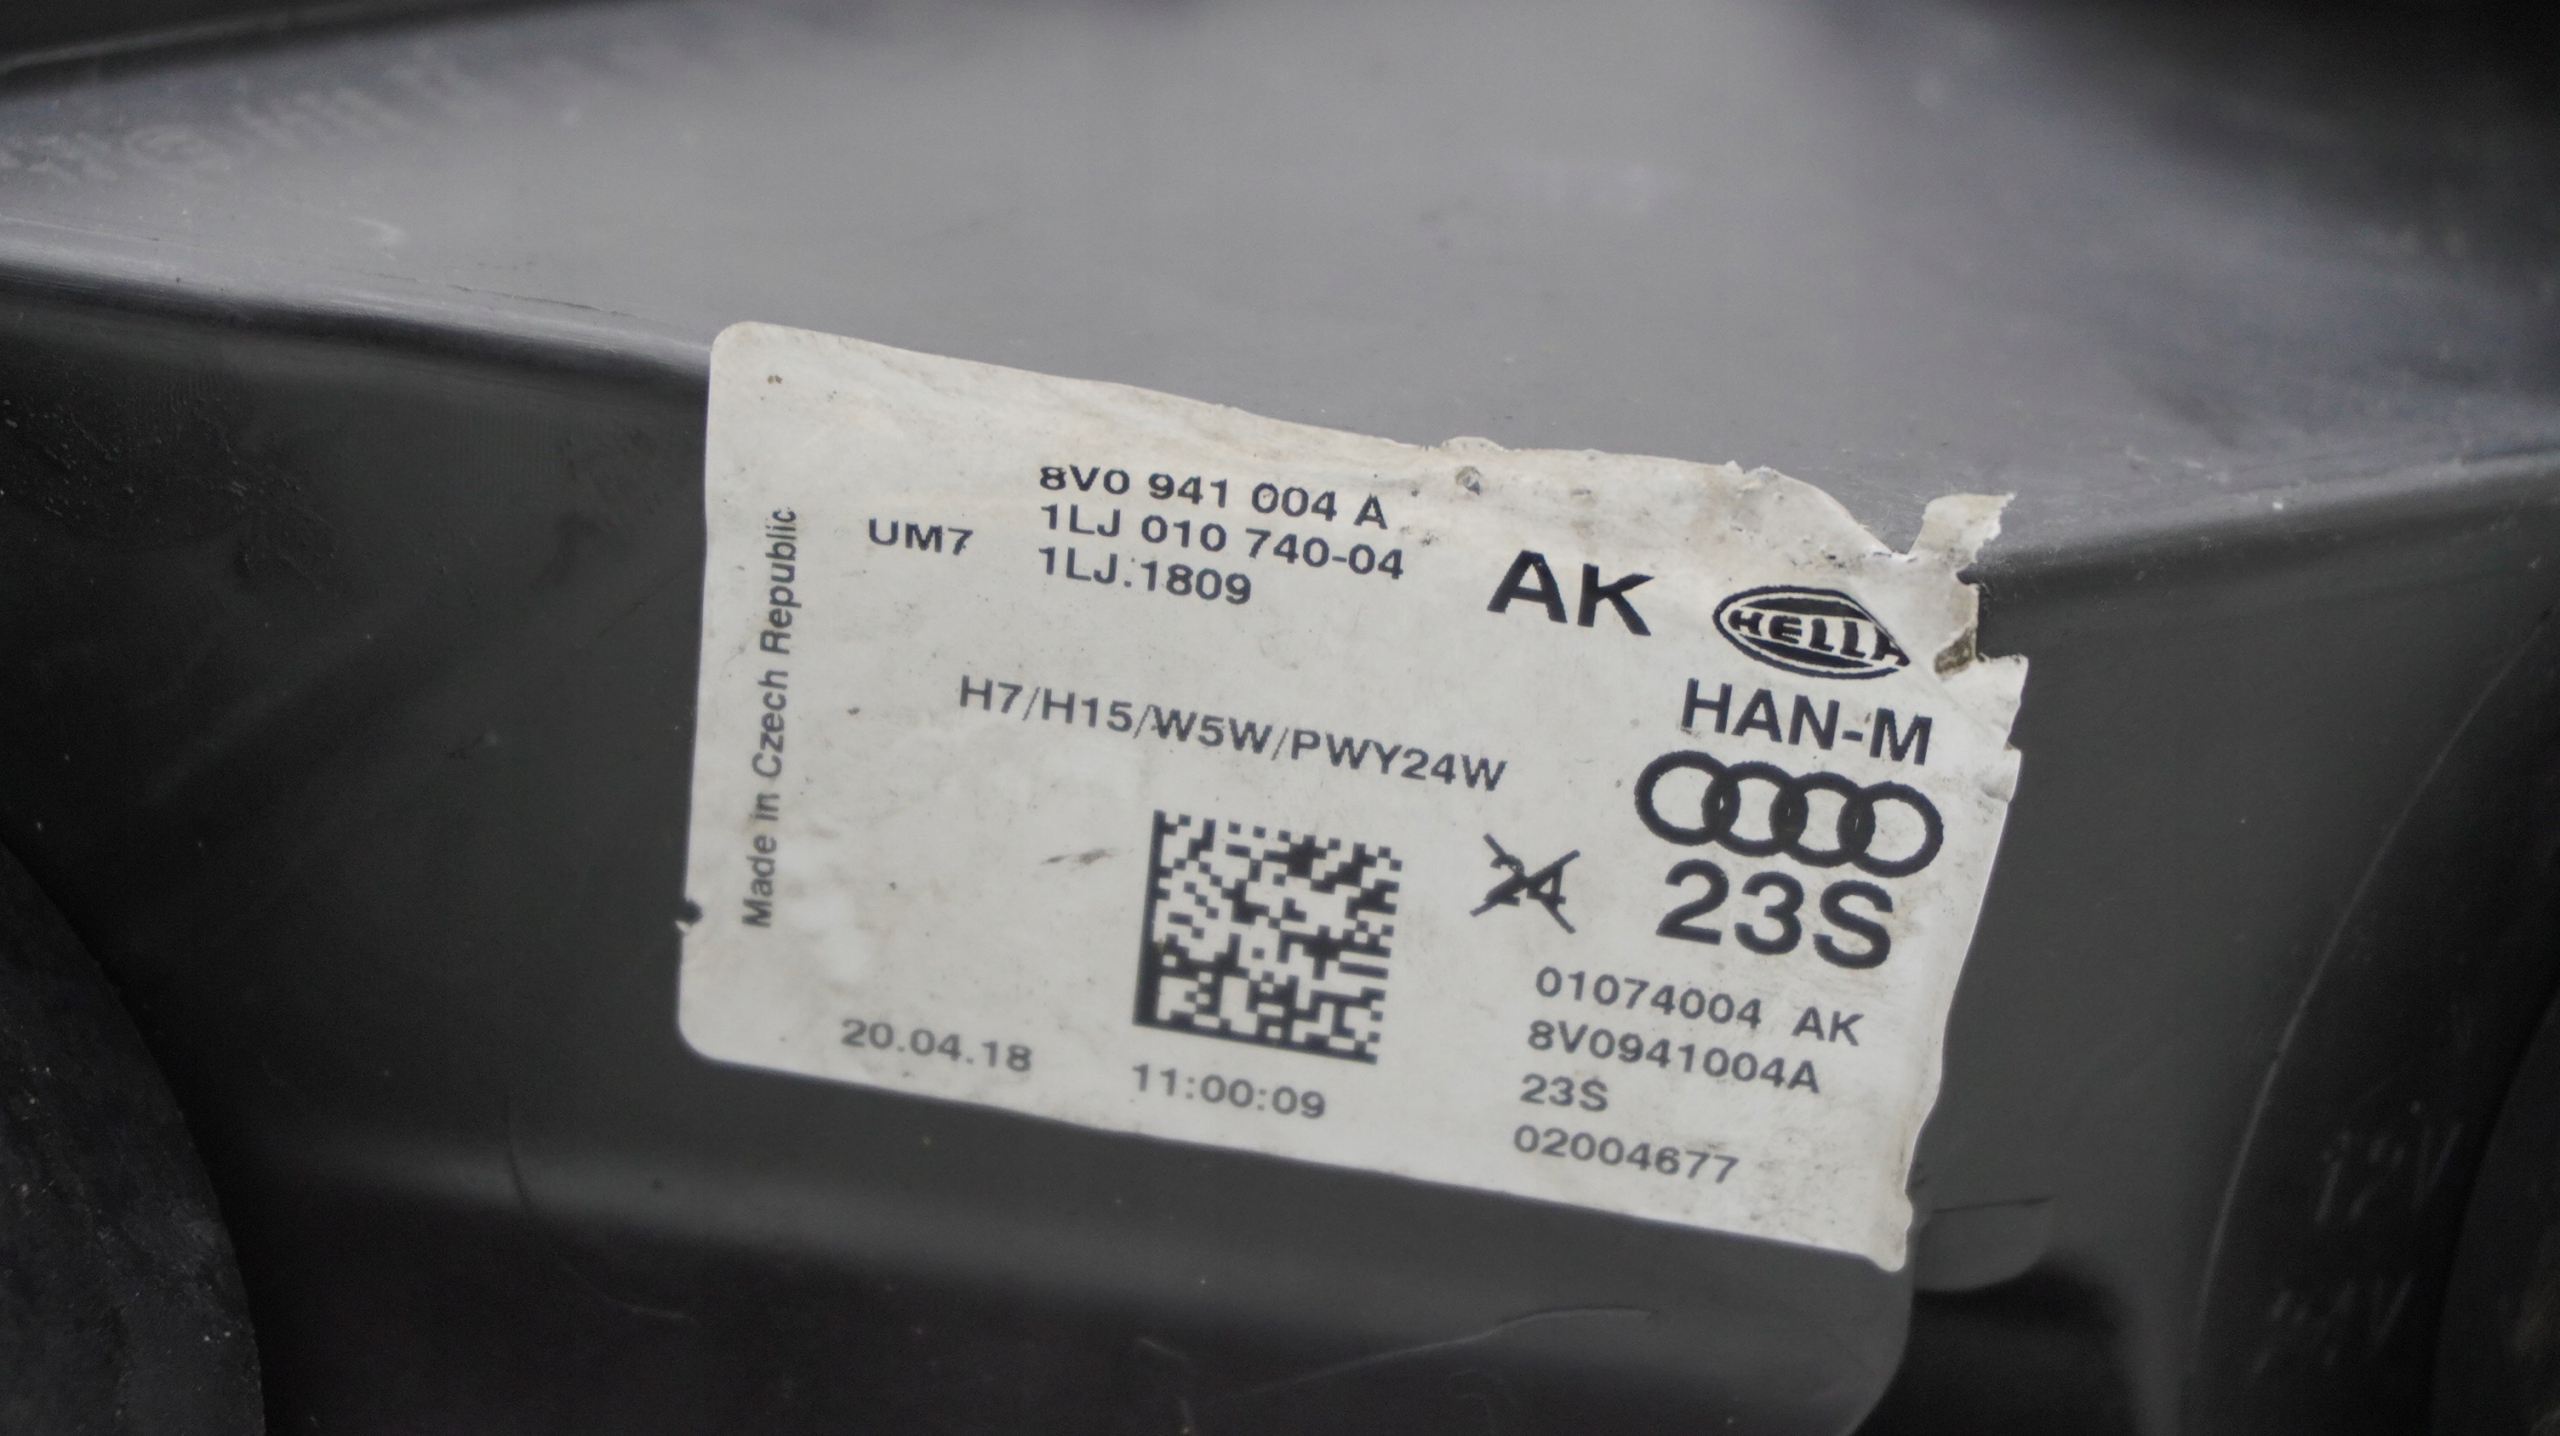 8V0 941 004 A
1LJ 010 740-04
UM7
1LJ.1809
AK
HELLA
HAN-M
Made in Czech Republic
H7/H15/W5W/PWY24W
24
23S
01074004 AK
8V0941004A
23S
02004677
20.04.18
11:00:09
12V